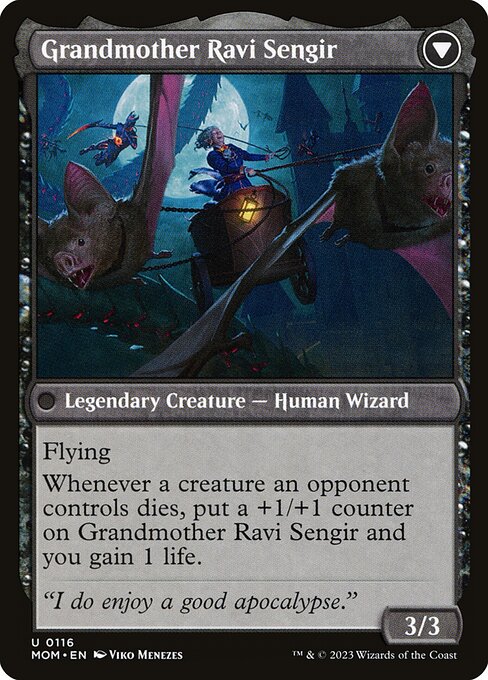 Grandmother Ravi Sengir
Legendary Creature — Human Wizard
Flying
Whenever a creature an opponent
controls dies, put a +1/+1 counter
on Grandmother Ravi Sengir and
you gain 1 life.
“I do enjoy a good apocalypse.”
3/3
U 0116
MOM • EN Viko Menezes
™ & © 2023 Wizards of the Coast